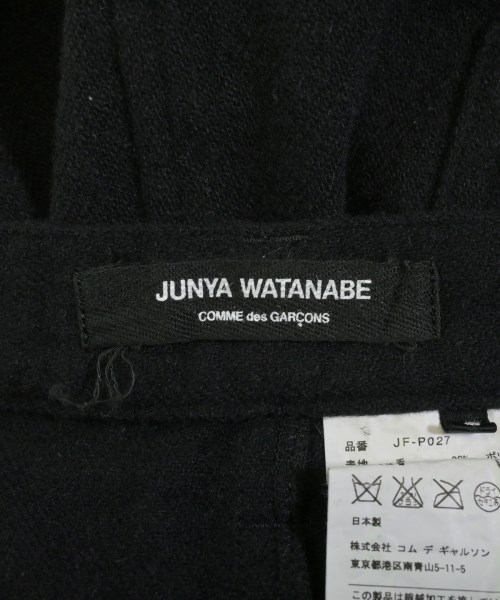 JUNYA WATANABE
COMME des GARÇONS
品番 JF-P027
表地
日本製
株式会社 コム デ ギャルソン
東京都港区南青山5-11-5
この製品は